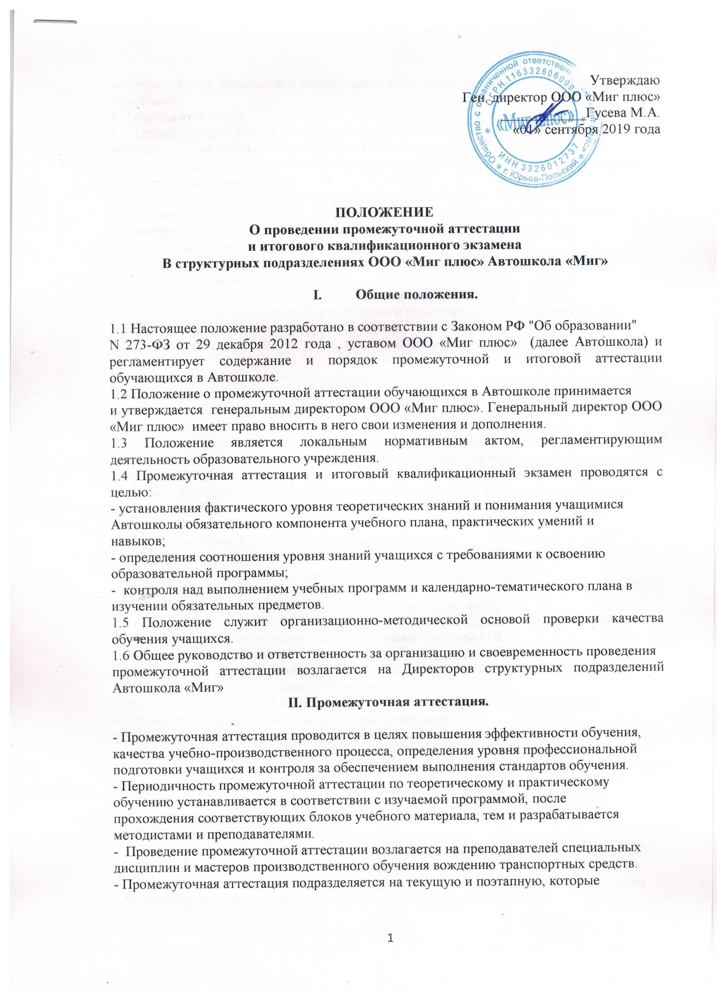 Утверждаю
Ген. директор ООО «Миг плюс»
Гусева М.А.
«01» сентября 2019 года
Общество с ограниченной ответственностью «Миг плюс» * г. Юрьев-Польский *
ОГРН 116332806099
ИНН 3326012737
«Миг плюс»
ПОЛОЖЕНИЕ
О проведении промежуточной аттестации
и итогового квалификационного экзамена
В структурных подразделениях ООО «Миг плюс» Автошкола «Миг»
I. Общие положения.
1.1 Настоящее положение разработано в соответствии с Законом РФ "Об образовании"
N 273-ФЗ от 29 декабря 2012 года , уставом ООО «Миг плюс» (далее Автошкола) и
регламентирует содержание и порядок промежуточной и итоговой аттестации
обучающихся в Автошколе.
1.2 Положение о промежуточной аттестации обучающихся в Автошколе принимается
и утверждается генеральным директором ООО «Миг плюс». Генеральный директор ООО
«Миг плюс» имеет право вносить в него свои изменения и дополнения.
1.3 Положение является локальным нормативным актом, регламентирующим
деятельность образовательного учреждения.
1.4 Промежуточная аттестация и итоговый квалификационный экзамен проводятся с
целью:
- установления фактического уровня теоретических знаний и понимания учащимися
Автошколы обязательного компонента учебного плана, практических умений и
навыков;
- определения соотношения уровня знаний учащихся с требованиями к освоению
образовательной программы;
- контроля над выполнением учебных программ и календарно-тематического плана в
изучении обязательных предметов.
1.5 Положение служит организационно-методической основой проверки качества
обучения учащихся.
1.6 Общее руководство и ответственность за организацию и своевременность проведения
промежуточной аттестации возлагается на Директоров структурных подразделений
Автошкола «Миг»
II. Промежуточная аттестация.
- Промежуточная аттестация проводится в целях повышения эффективности обучения,
качества учебно-производственного процесса, определения уровня профессиональной
подготовки учащихся и контроля за обеспечением выполнения стандартов обучения.
- Периодичность промежуточной аттестации по теоретическому и практическому
обучению устанавливается в соответствии с изучаемой программой, после
прохождения соответствующих блоков учебного материала, тем и разрабатывается
методистами и преподавателями.
- Проведение промежуточной аттестации возлагается на преподавателей специальных
дисциплин и мастеров производственного обучения вождению транспортных средств.
- Промежуточная аттестация подразделяется на текущую и поэтапную, которые
1